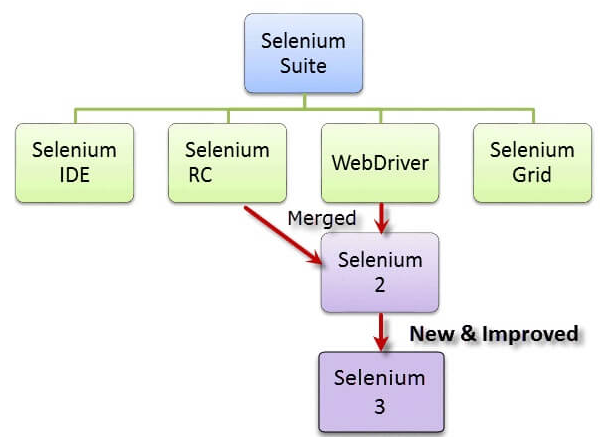 Selenium
Suite
Selenium
IDE
Selenium
RC
WebDriver
Selenium
Grid
Merged
Selenium
2
New & Improved
Selenium
3